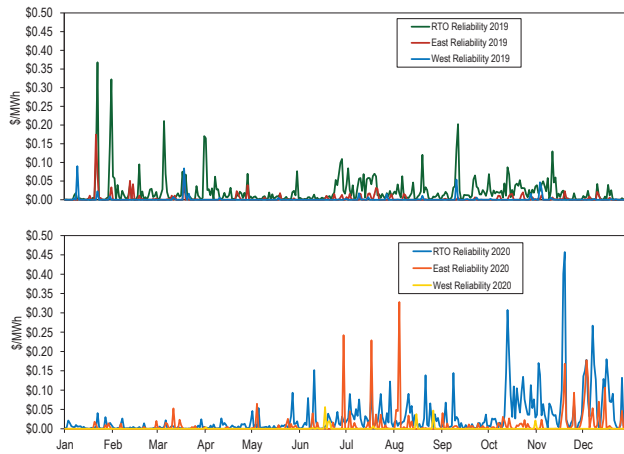 $0.50
RTO Reliability 2019
East Reliability 2019
West Reliability 2019
$0.45
$0.40
$0.35
$0.30
$0.25
$0.20
$0.15
$0.10
$0.05
$0.00
$/MWh
$0.50
RTO Reliability 2020
East Reliability 2020
West Reliability 2020
$0.45
$0.40
$0.35
$0.30
$0.25
$0.20
$0.15
$0.10
$0.05
$0.00
$/MWh
Jan Feb Mar Apr May Jun Jul Aug Sep Oct Nov Dec